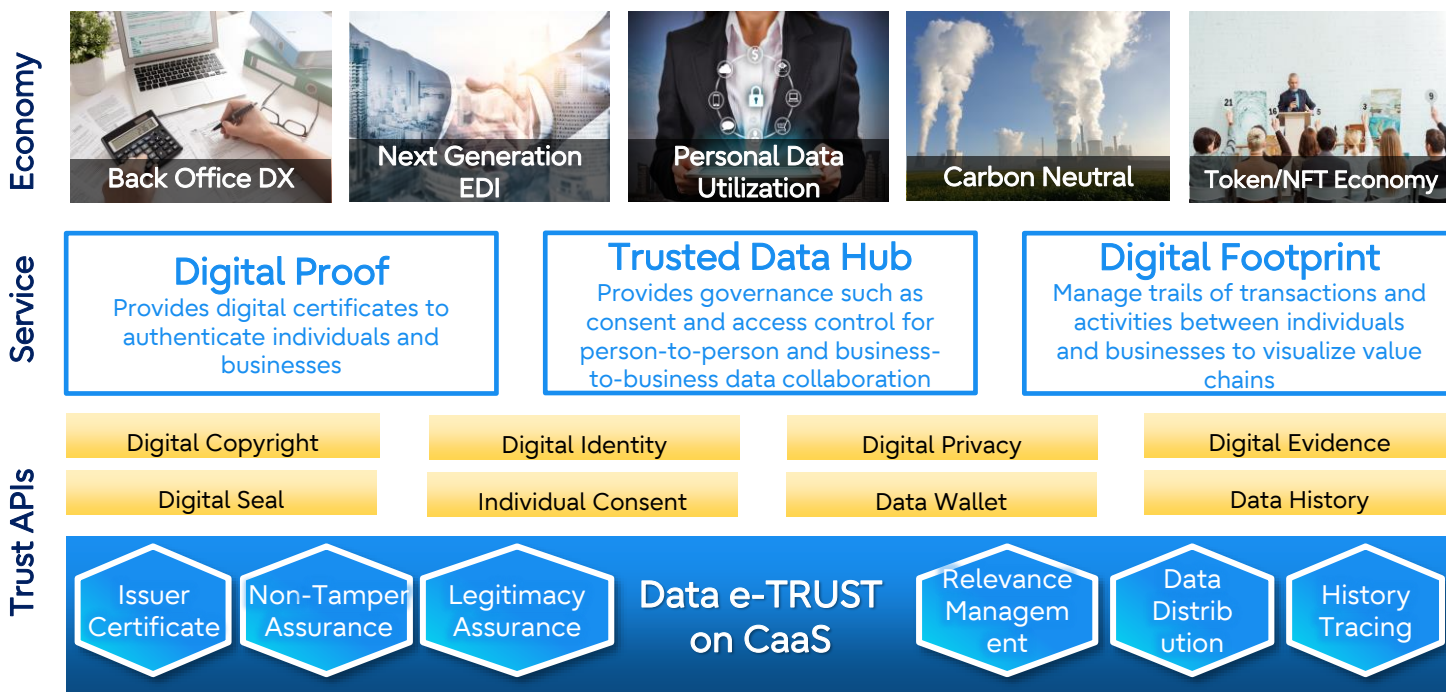 Economy
Back Office DX
Next Generation
EDI
Personal Data
Utilization
Carbon Neutral
21
16
5
3
9
Token/NFT Economy
Service
Digital Proof
Provides digital certificates to
authenticate individuals and
businesses
Trusted Data Hub
Provides governance such as
consent and access control for
person-to-person and business-
to-business data collaboration
Digital Footprint
Manage trails of transactions and
activities between individuals
and businesses to visualize value
chains
Trust APIs
Digital Copyright
Digital Identity
Digital Privacy
Digital Evidence
Digital Seal
Individual Consent
Data Wallet
Data History
Issuer
Certificate
Non-Tamper
Assurance
Legitimacy
Assurance
Data e-TRUST
on CaaS
Relevance
Managem
ent
Data
Distrib
ution
History
Tracing